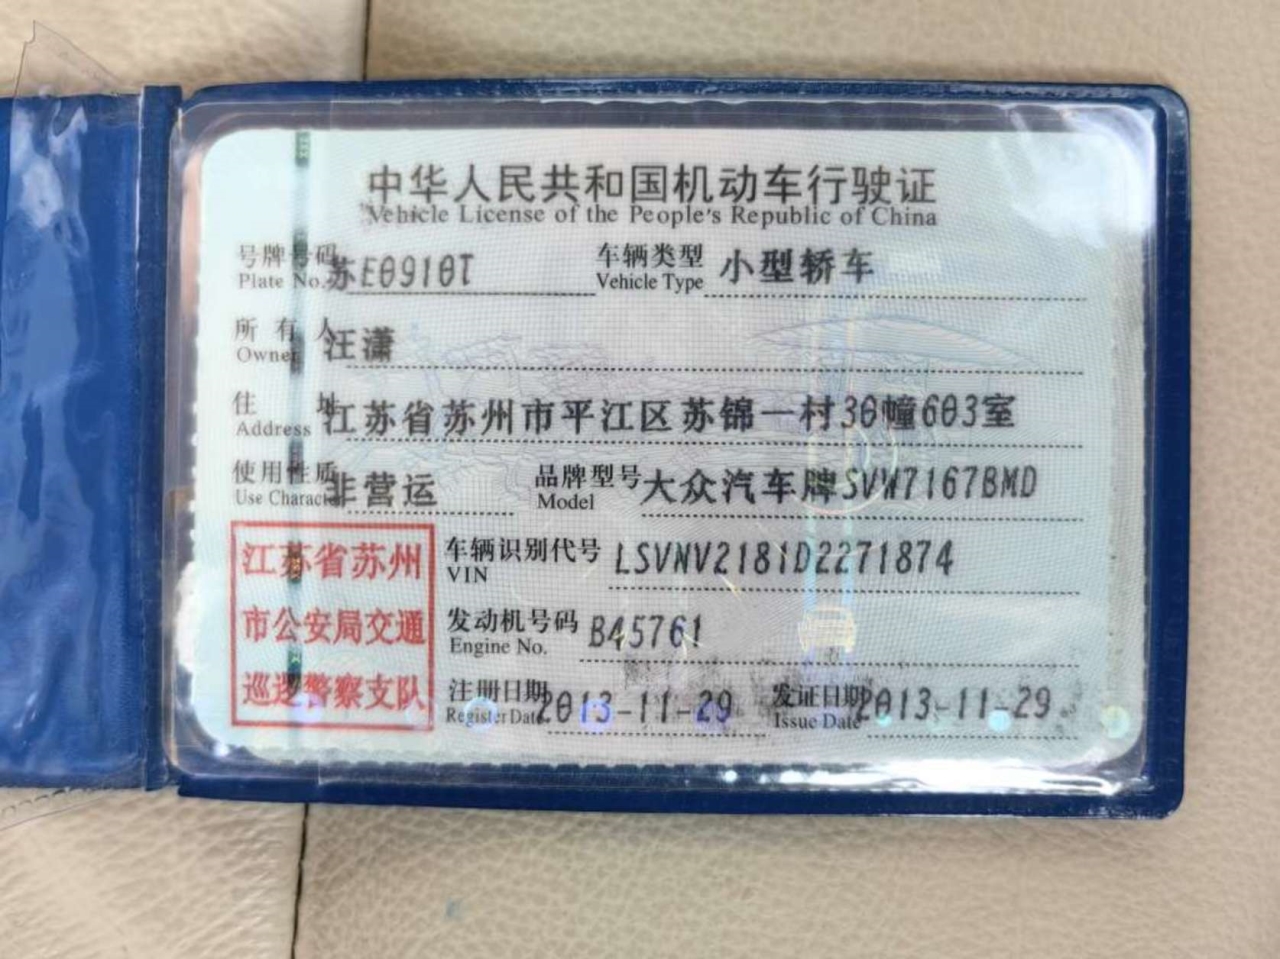 中华人民共和国机动车行驶证
Vehicle License of the People's Republic of China
号牌号码 苏E0910T 车辆类型 小型轿车
Plate No. Vehicle Type
所有人 汪潇
Owner
住址 江苏省苏州市平江区苏锦一村30幢603室
Address
使用性质 非营运 品牌型号 大众汽车牌SVW7167BMD
Use Character Model
江苏省苏州
市公安局交通
巡逻警察支队
车辆识别代号 LSVNV2181D2271874
VIN
发动机号码 B45761
Engine No.
注册日期 2013-11-29 发证日期 2013-11-29
Register Date Issue Date